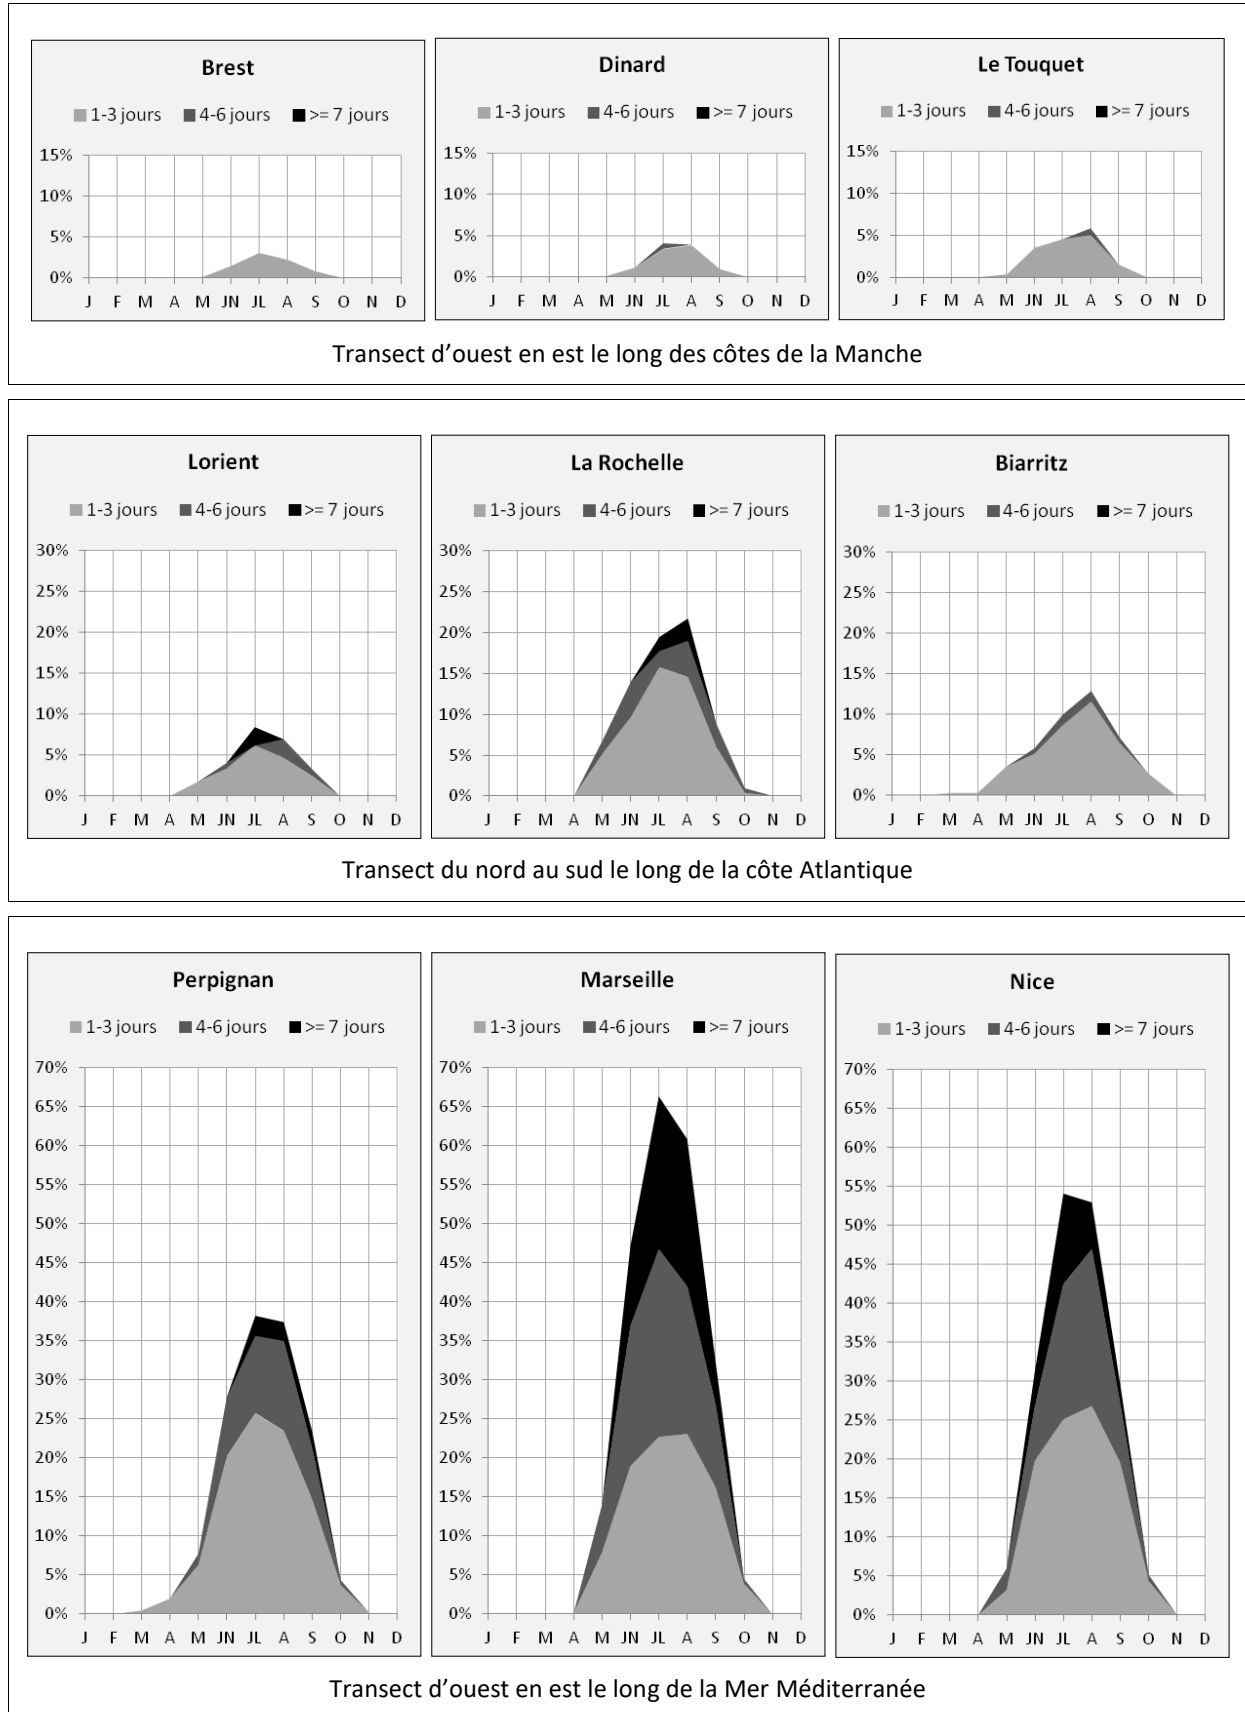 Brest
1-3 jours 4-6 jours >= 7 jours
15%
10%
5%
0%
J F M A M JN JL A S O N D
Dinard
1-3 jours 4-6 jours >= 7 jours
15%
10%
5%
0%
J F M A M JN JL A S O N D
Le Touquet
1-3 jours 4-6 jours >= 7 jours
15%
10%
5%
0%
J F M A M JN JL A S O N D
Transect d’ouest en est le long des côtes de la Manche
Lorient
1-3 jours 4-6 jours >= 7 jours
30%
25%
20%
15%
10%
5%
0%
J F M A M JN JL A S O N D
La Rochelle
1-3 jours 4-6 jours >= 7 jours
30%
25%
20%
15%
10%
5%
0%
J F M A M JN JL A S O N D
Biarritz
1-3 jours 4-6 jours >= 7 jours
30%
25%
20%
15%
10%
5%
0%
J F M A M JN JL A S O N D
Transect du nord au sud le long de la côte Atlantique
Perpignan
1-3 jours 4-6 jours >= 7 jours
70%
65%
60%
55%
50%
45%
40%
35%
30%
25%
20%
15%
10%
5%
0%
J F M A M JN JL A S O N D
Marseille
1-3 jours 4-6 jours >= 7 jours
70%
65%
60%
55%
50%
45%
40%
35%
30%
25%
20%
15%
10%
5%
0%
J F M A M JN JL A S O N D
Nice
1-3 jours 4-6 jours >= 7 jours
70%
65%
60%
55%
50%
45%
40%
35%
30%
25%
20%
15%
10%
5%
0%
J F M A M JN JL A S O N D
Transect d’ouest en est le long de la Mer Méditerranée